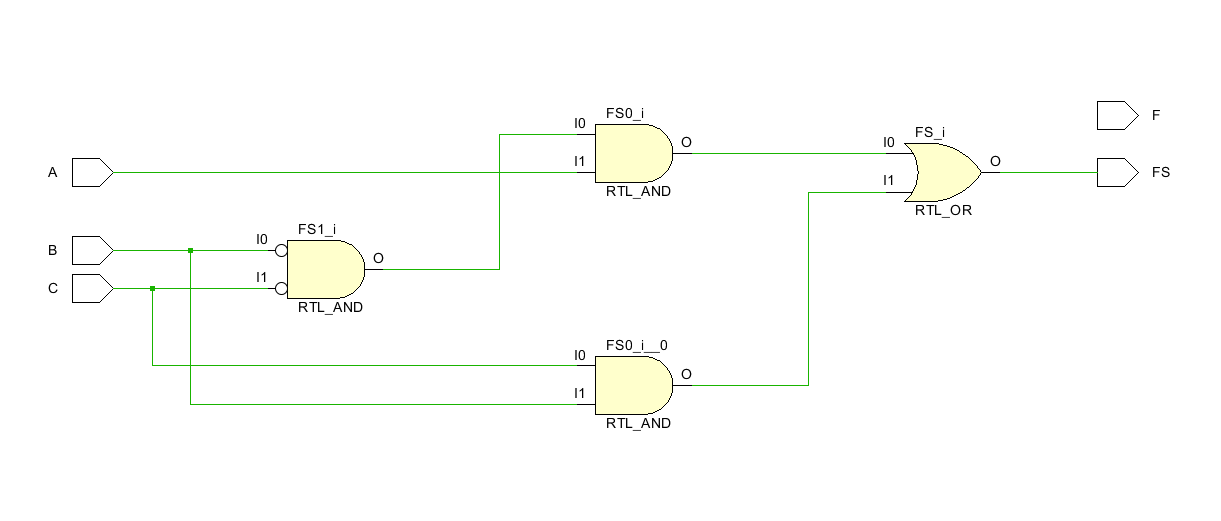 F
FS0_i
I0
O
FS_i
I0
O
I1
RTL_AND
A
FS
I1
RTL_OR
FS1_i
I0
B
O
I1
C
RTL_AND
FS0_i__0
I0
O
I1
RTL_AND